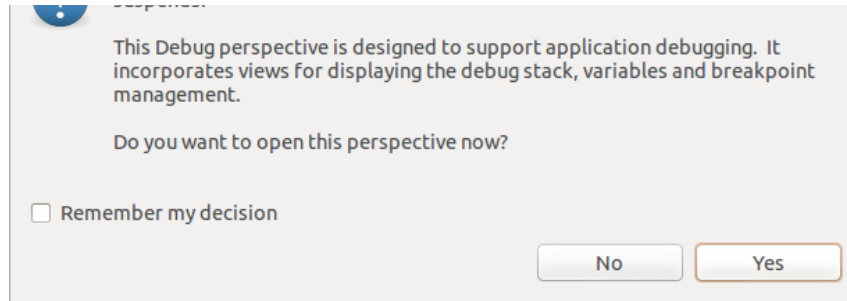 suspends.
This Debug perspective is designed to support application debugging.  It
incorporates views for displaying the debug stack, variables and breakpoint
management.
Do you want to open this perspective now?
Remember my decision
No Yes